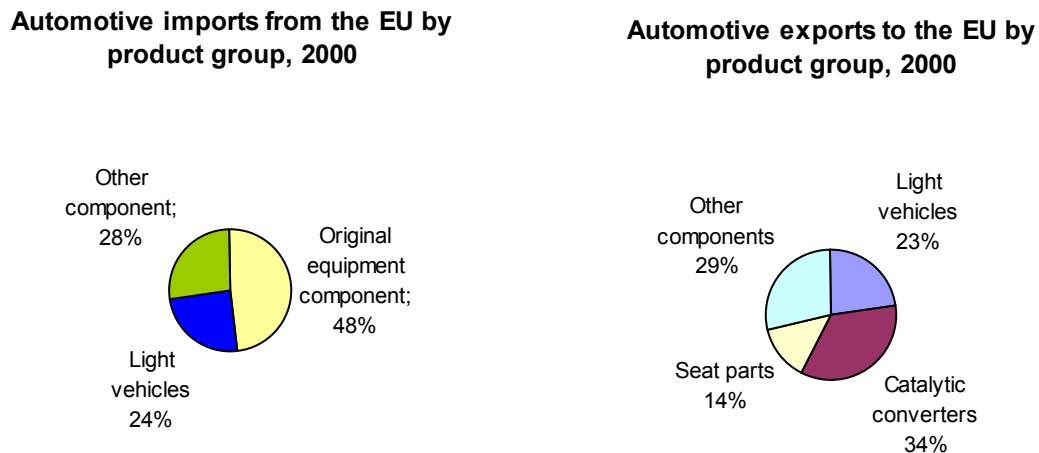 Automotive imports from the EU by
product group, 2000
Other
component;
28%
Original
equipment
component;
48%
Light
vehicles
24%
Automotive exports to the EU by
product group, 2000
Other
components
29%
Light
vehicles
23%
Seat parts
14%
Catalytic
converters
34%